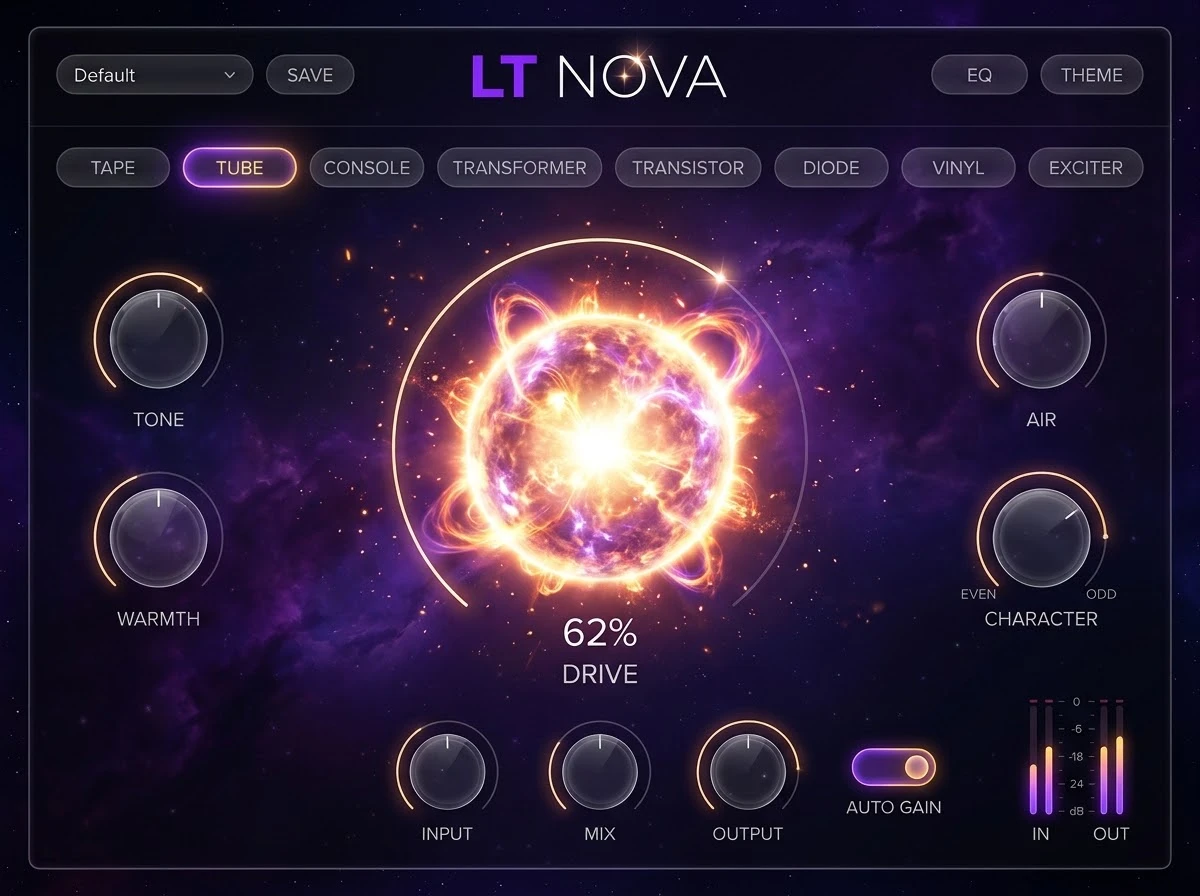 Default SAVE LT NOVA EQ THEME
TAPE TUBE CONSOLE TRANSFORMER TRANSISTOR DIODE VINYL EXCITER
TONE
AIR
WARMTH
EVEN ODD
CHARACTER
62%
DRIVE
INPUT
MIX
OUTPUT
AUTO GAIN
0
-6
-18
24
dB
IN OUT